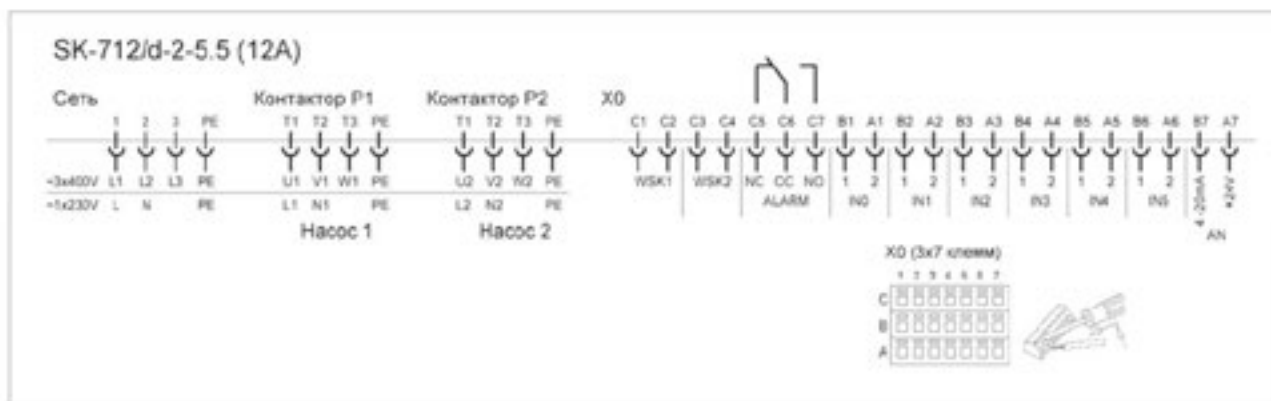 SK-712/d-2-5.5 (12A)
Сеть Контактор P1 Контактор P2 X0
1 2 3 PE T1 T2 T3 PE T1 T2 T3 PE C1 C2 C3 C4 C5 C6 C7 B1 A1 B2 A2 B3 A3 B4 A4 B5 A5 B6 A6 B7 A7
~3x400V L1 L2 L3 PE U1 V1 W1 PE U2 V2 W2 PE WSK1 WSK2 NC CC NO 1 2 1 2 1 2 1 2 1 2 1 2 4-20mA +24V
~1x230V L N PE L1 N1 PE L2 N2 PE ALARM IN0 IN1 IN2 IN3 IN4 IN5
Насос 1 Насос 2 AN
X0 (3x7 клемм)
1 2 3 4 5 6 7
C
B
A